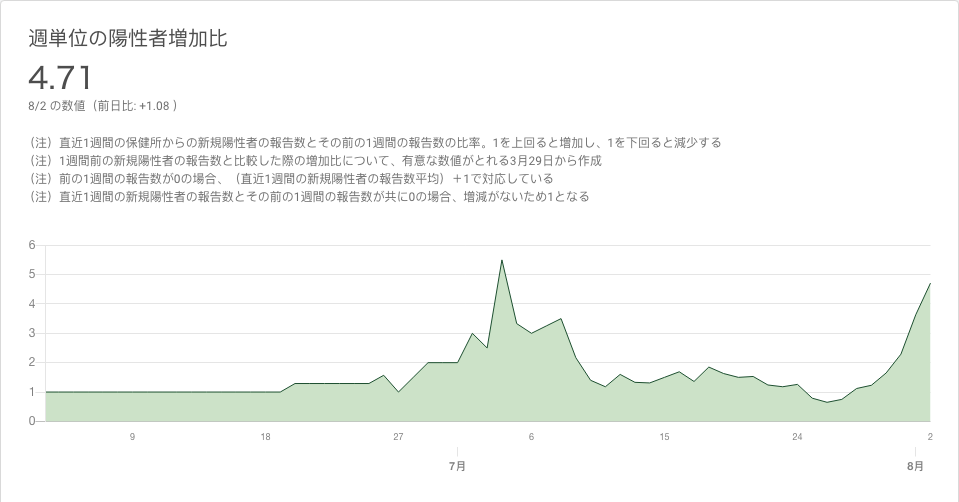 週単位の陽性者増加比
4.71
8/2 の数値（前日比: +1.08 ）
（注）直近1週間の保健所からの新規陽性者の報告数とその前の1週間の報告数の比率。1を上回ると増加し、1を下回ると減少する
（注）1週間前の新規陽性者の報告数と比較した際の増加比について、有意な数値がとれる3月29日から作成
（注）前の1週間の報告数が0の場合、（直近1週間の新規陽性者の報告数平均）＋1で対応している
（注）直近1週間の新規陽性者の報告数とその前の1週間の報告数が共に0の場合、増減がないため1となる
6
5
4
3
2
1
0
9 18 27 6 15 24 2
7月 8月